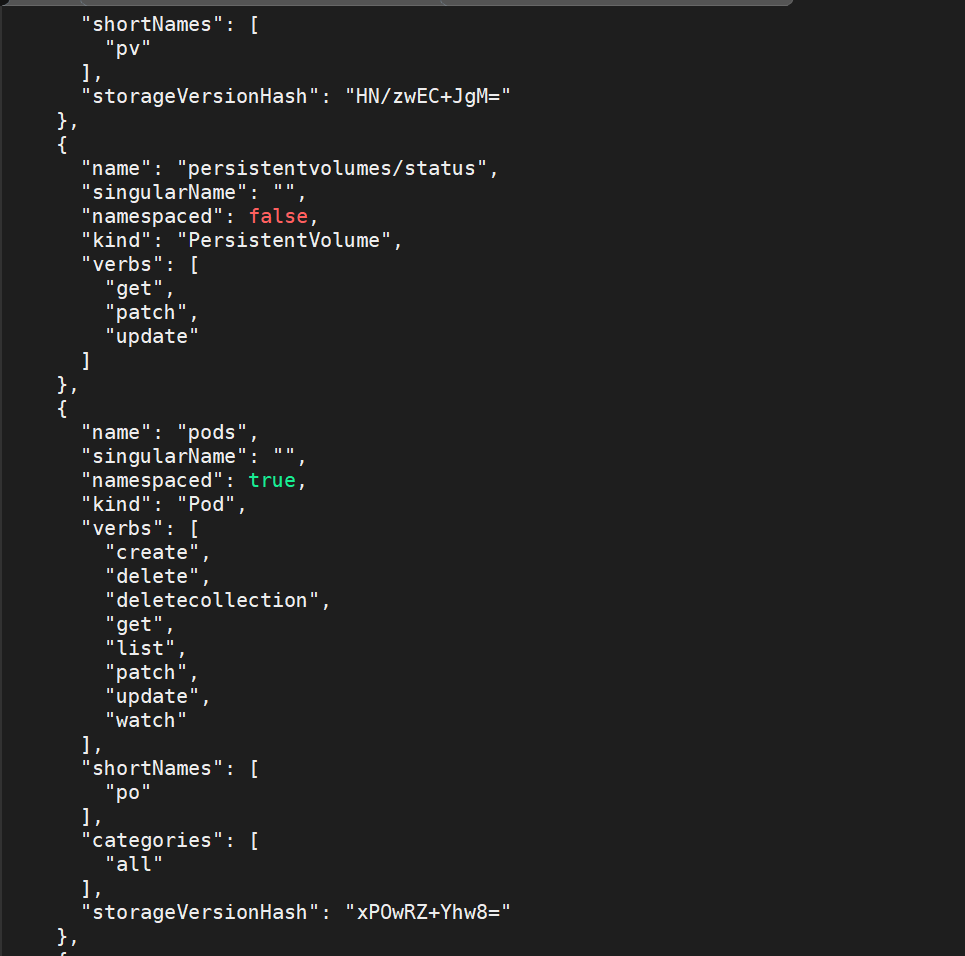 "shortNames": [
"pv"
],
"storageVersionHash": "HN/zwEC+JgM="
},
{
"name": "persistentvolumes/status",
"singularName": "",
"namespaced": false,
"kind": "PersistentVolume",
"verbs": [
"get",
"patch",
"update"
]
},
{
"name": "pods",
"singularName": "",
"namespaced": true,
"kind": "Pod",
"verbs": [
"create",
"delete",
"deletecollection",
"get",
"list",
"patch",
"update",
"watch"
],
"shortNames": [
"po"
],
"categories": [
"all"
],
"storageVersionHash": "xPOwRZ+Yhw8="
},
{